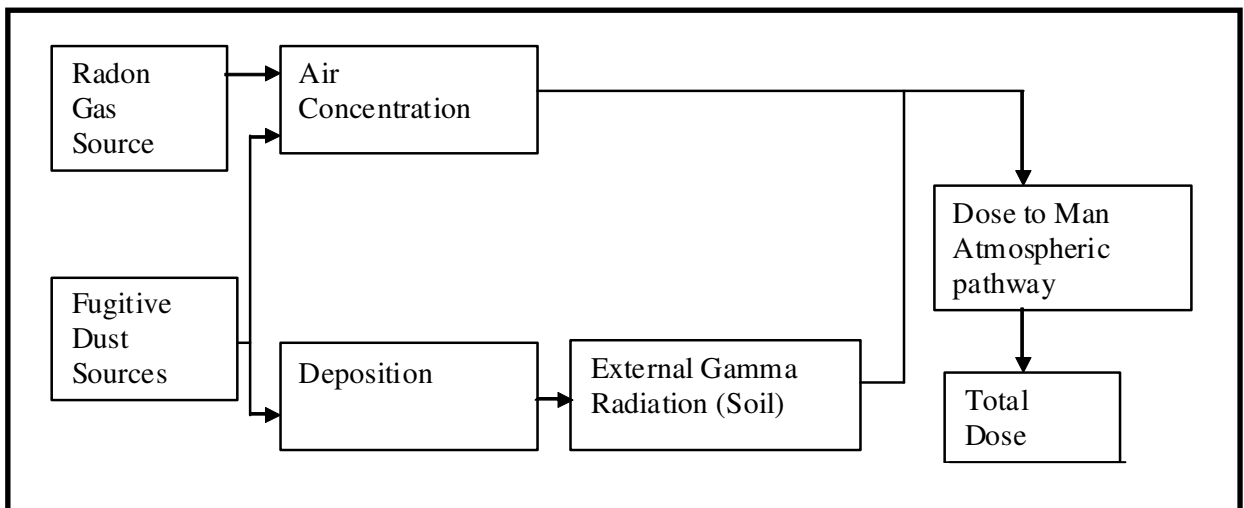 Radon
Gas
Source
Air
Concentration
Dose to Man
Atmospheric
pathway
Fugitive
Dust
Sources
Deposition
External Gamma
Radiation (Soil)
Total
Dose